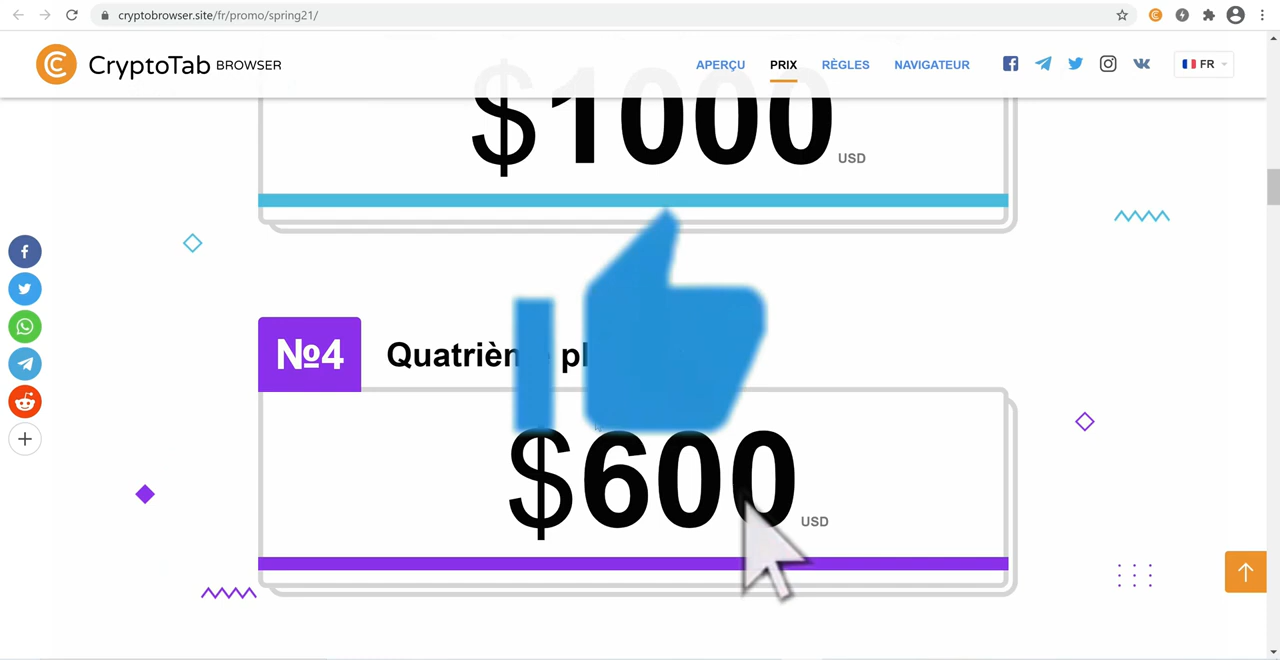 cryptobrowser.site/fr/promo/spring21/
CryptoTab BROWSER
APERÇU
PRIX
RÈGLES
NAVIGATEUR
FR
$1000
USD
№4
$600
USD